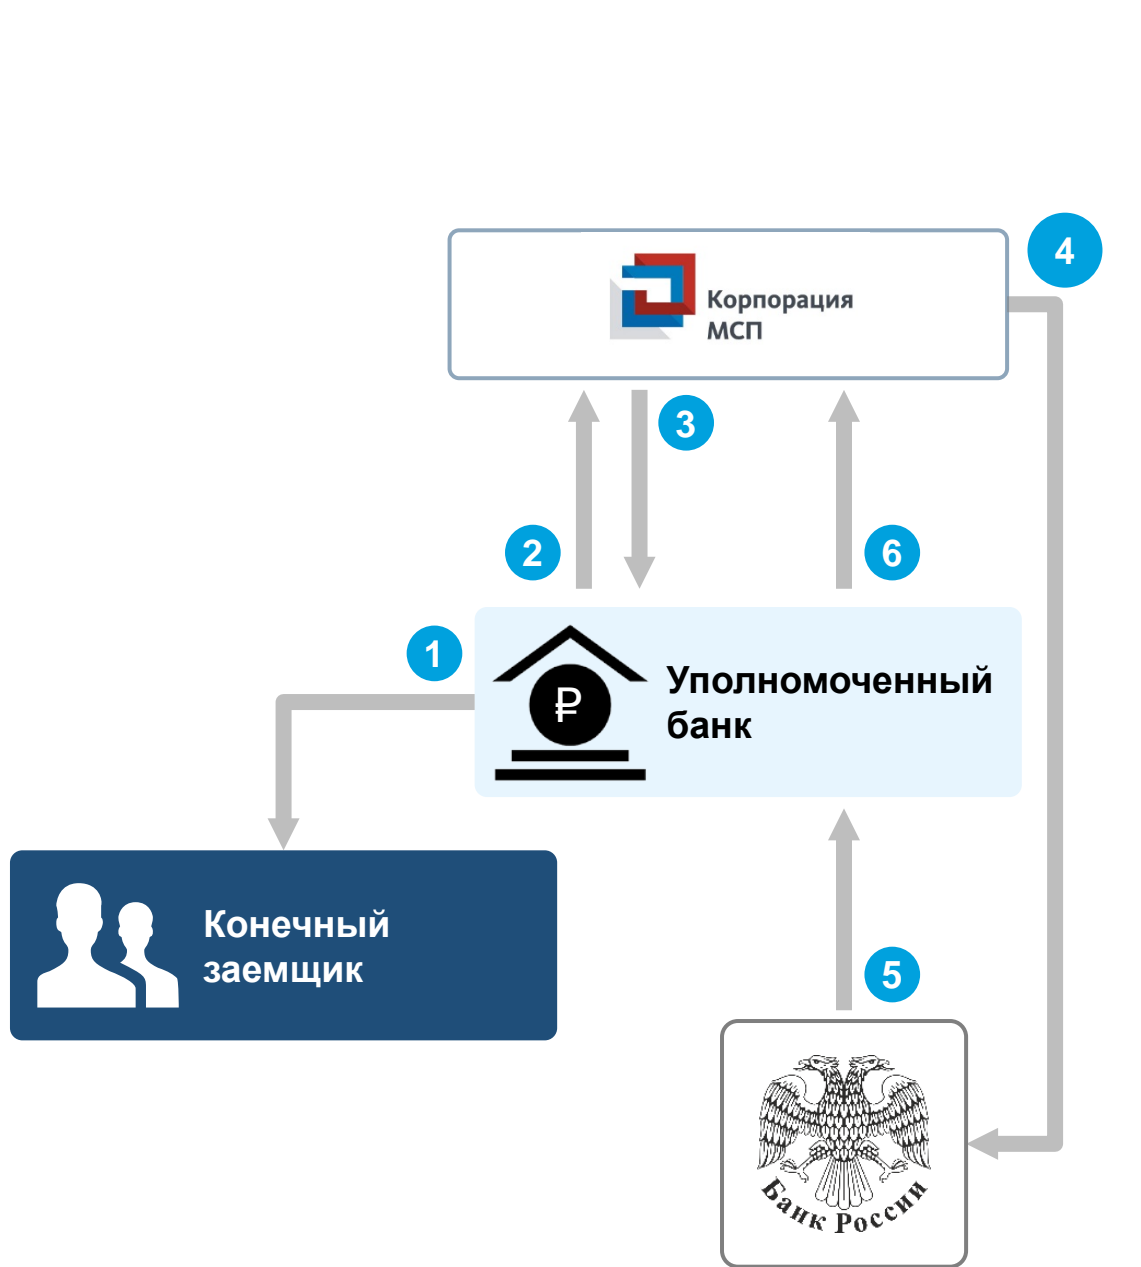 4
Корпорация
МСП
3
2
6
1
₽
Уполномоченный
банк
Конечный
заемщик
5
Банк России